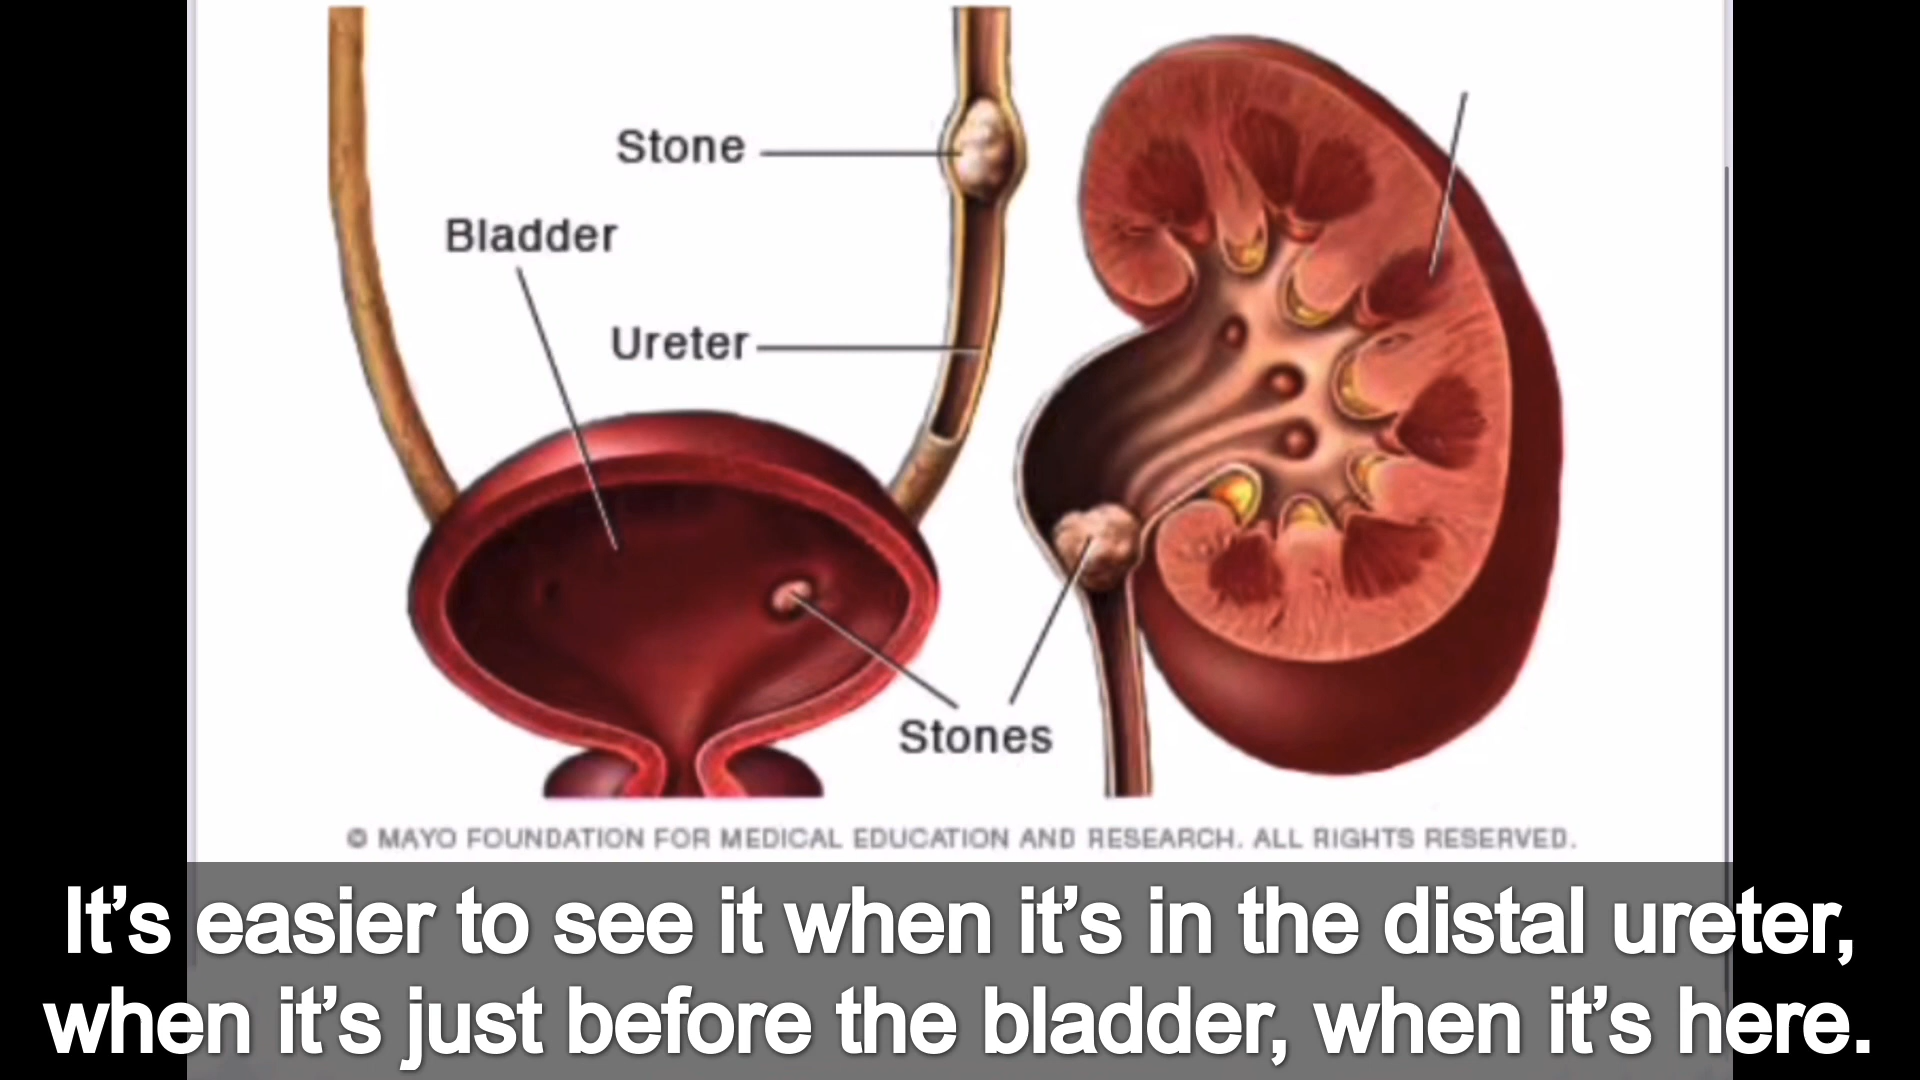 Stone
Bladder
Ureter
Stones
© MAYO FOUNDATION FOR MEDICAL EDUCATION AND RESEARCH. ALL RIGHTS RESERVED.
It’s easier to see it when it’s in the distal ureter,
when it’s just before the bladder, when it’s here.